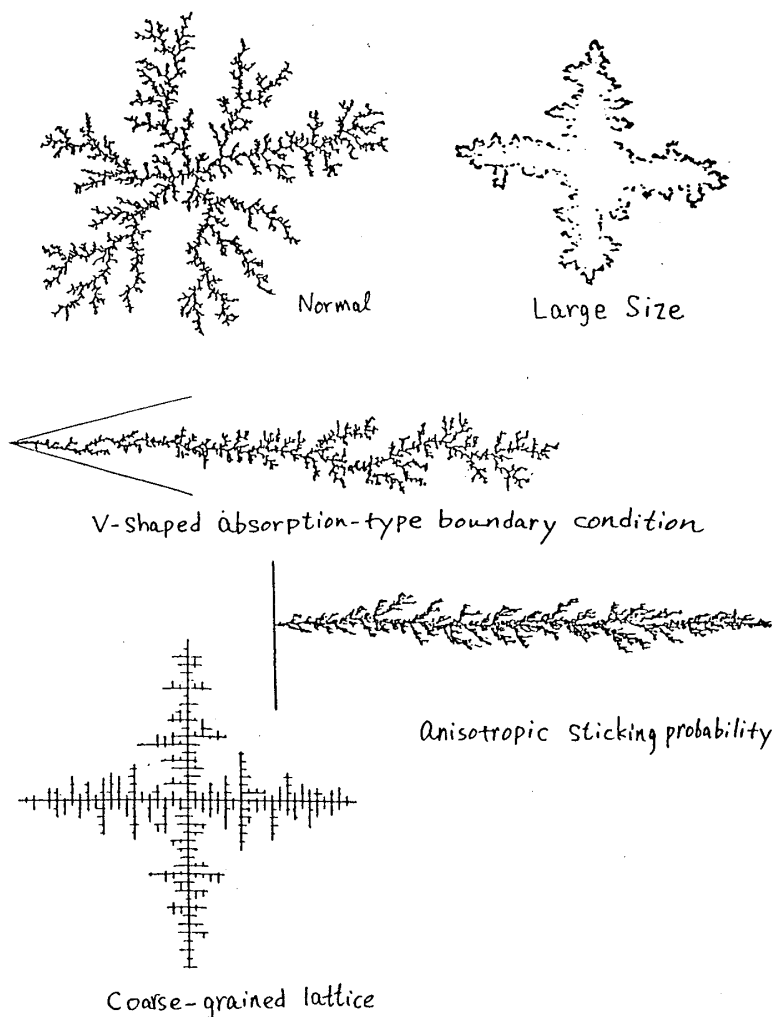 Normal
Large Size
V-shaped absorption-type boundary condition
Anisotropic sticking probability
Coarse-grained lattice